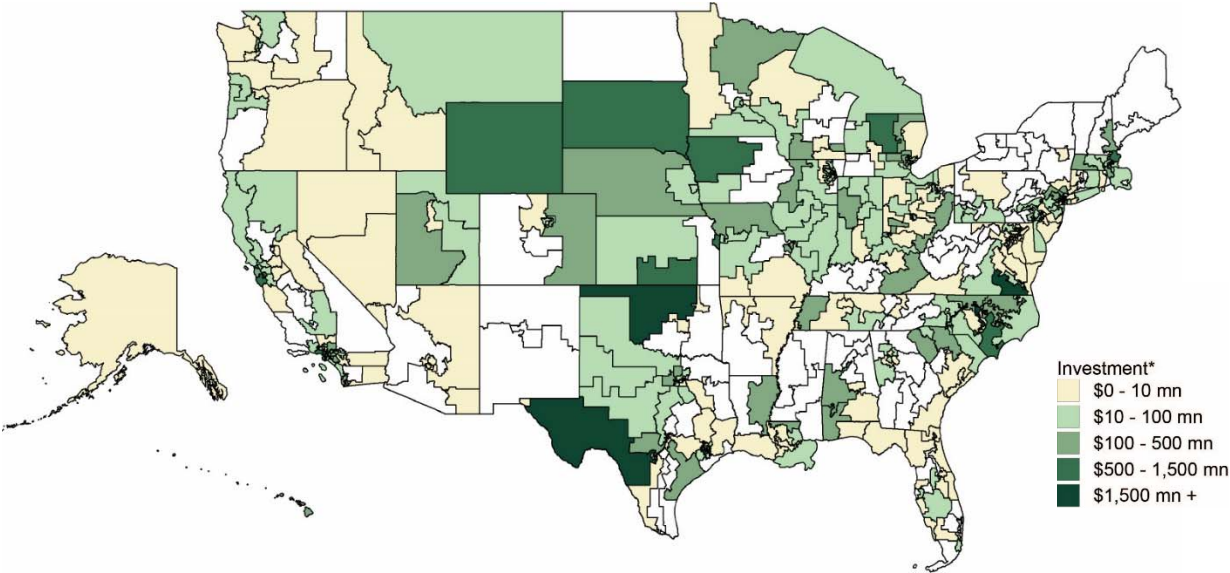 Investment*
$0 - 10 mn
$10 - 100 mn
$100 - 500 mn
$500 - 1,500 mn
$1,500 mn +